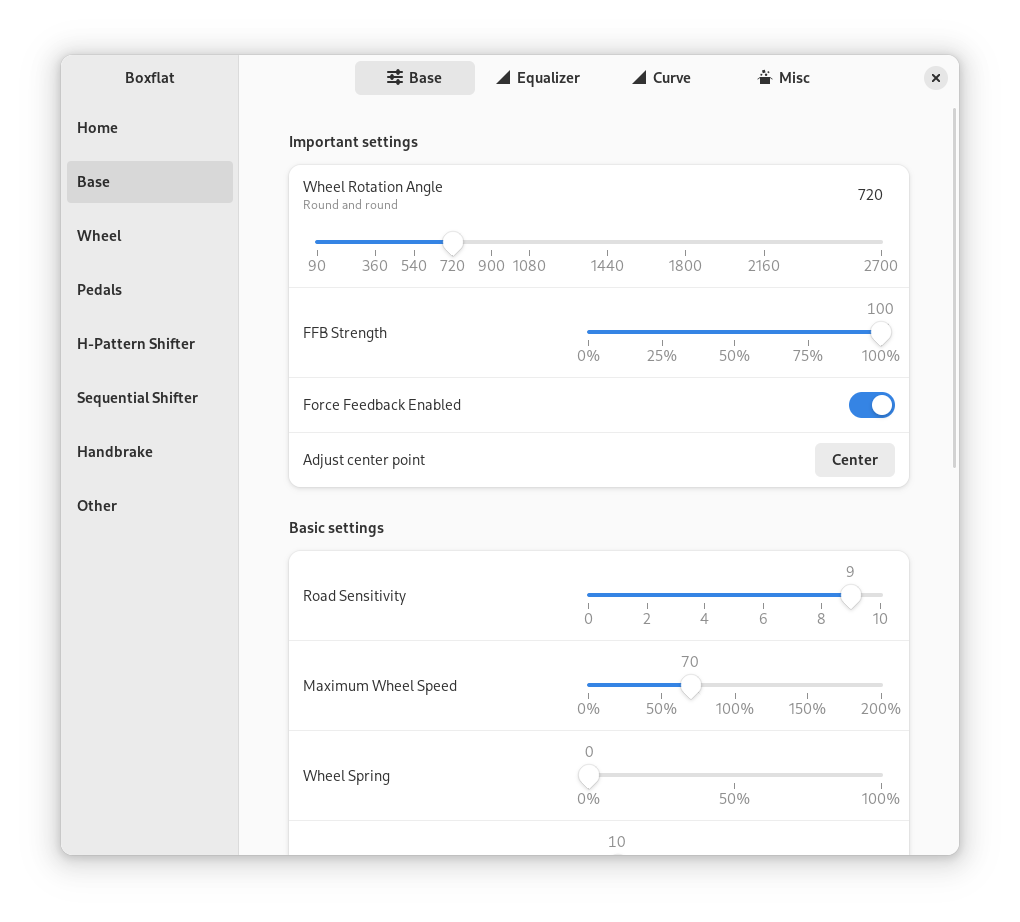 Boxflat
Home
Base
Wheel
Pedals
H-Pattern Shifter
Sequential Shifter
Handbrake
Other
Base
Equalizer
Curve
Misc
Important settings
Wheel Rotation Angle
Round and round
720
90 360 540 720 900 1080 1440 1800 2160 2700
FFB Strength
100
0% 25% 50% 75% 100%
Force Feedback Enabled
Adjust center point
Center
Basic settings
Road Sensitivity
9
0 2 4 6 8 10
Maximum Wheel Speed
70
0% 50% 100% 150% 200%
Wheel Spring
0
0% 50% 100%
10